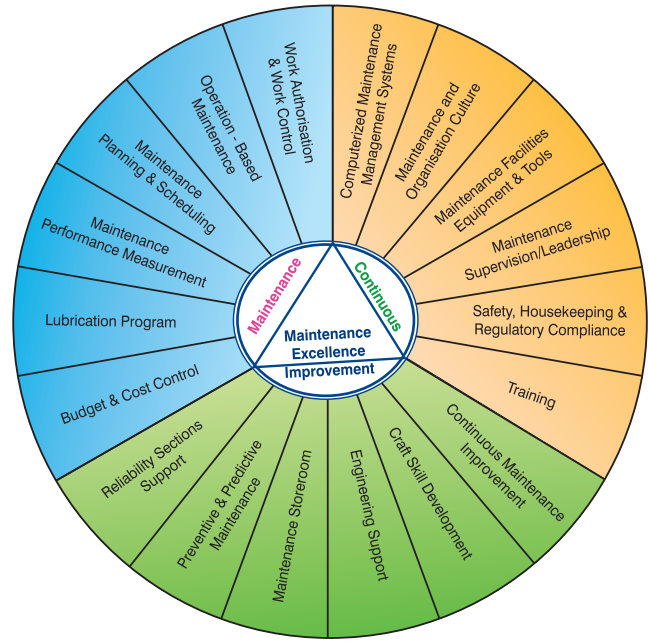 Computerized Maintenance
Management Systems
Maintenance and
Organisation Culture
Maintenance Facilities
Equipment & Tools
Maintenance
Supervision/Leadership
Safety, Housekeeping &
Regulatory Compliance
Training
Continuous Maintenance
Improvement
Craft Skill Development
Engineering Support
Maintenance Storeroom
Preventive & Predictive
Maintenance
Reliability Sections
Support
Budget & Cost Control
Lubrication Program
Maintenance
Performance Measurement
Maintenance
Planning & Scheduling
Operation - Based
Maintenance
Work Authorisation
& Work Control
Maintenance
Continuous
Maintenance
Excellence
Improvement